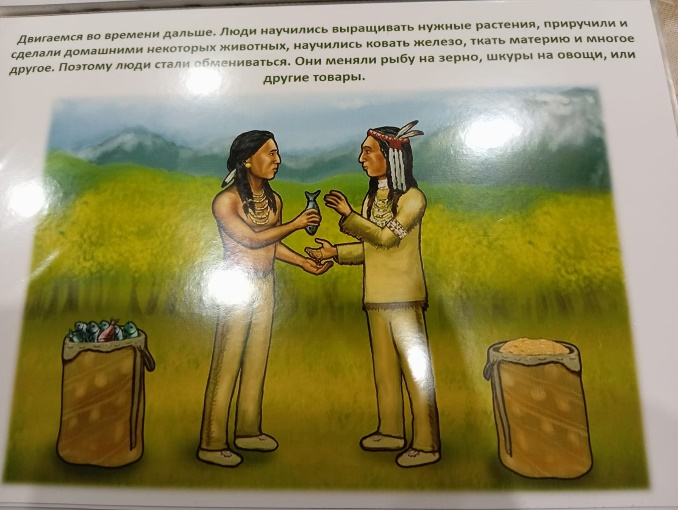 Двигаемся во времени дальше. Люди научились выращивать нужные растения, приручили и
сделали домашними некоторых животных, научились ковать железо, ткать материю и многое
другое. Поэтому люди стали обмениваться. Они меняли рыбу на зерно, шкуры на овощи, или
другие товары.